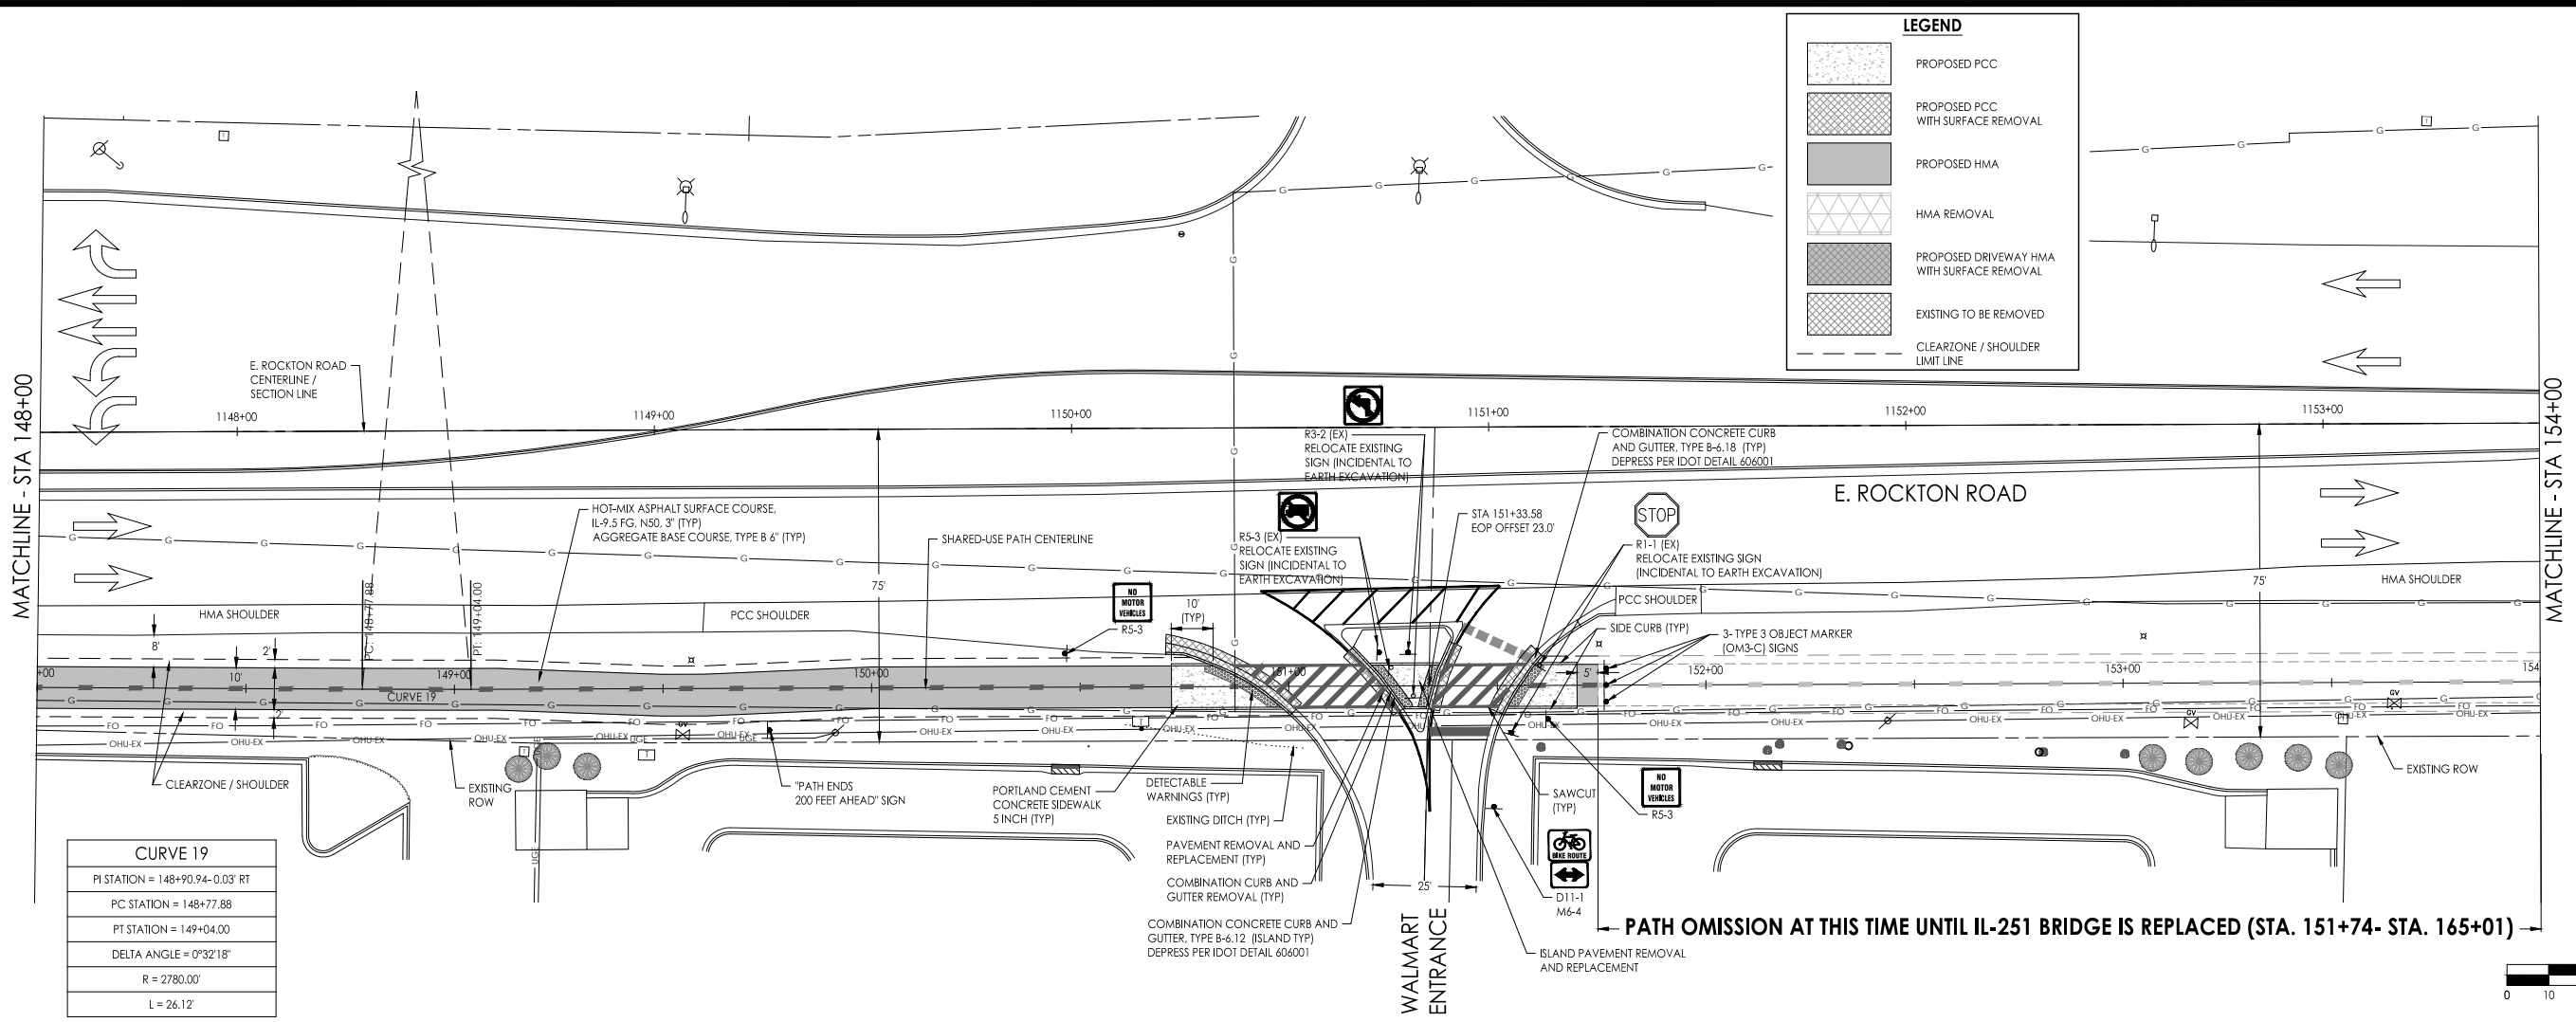 LEGEND
PROPOSED PCC
PROPOSED PCC
WITH SURFACE REMOVAL
PROPOSED HMA
HMA REMOVAL
PROPOSED DRIVEWAY HMA
WITH SURFACE REMOVAL
EXISTING TO BE REMOVED
CLEARZONE / SHOULDER
LIMIT LINE
MATCHLINE - STA 148+00
MATCHLINE - STA 154+00
E. ROCKTON ROAD
CENTERLINE /
SECTION LINE
1148+00
1149+00
1150+00
1151+00
1152+00
1153+00
R3-2 (EX)
RELOCATE EXISTING
SIGN (INCIDENTAL TO
EARTH EXCAVATION)
COMBINATION CONCRETE CURB
AND GUTTER, TYPE B-6.18 (TYP)
DEPRESS PER IDOT DETAIL 606001
E. ROCKTON ROAD
HOT-MIX ASPHALT SURFACE COURSE,
IL-9.5 FG, N50, 3" (TYP)
AGGREGATE BASE COURSE, TYPE B 6" (TYP)
SHARED-USE PATH CENTERLINE
R5-3 (EX)
RELOCATE EXISTING
SIGN (INCIDENTAL TO
EARTH EXCAVATION)
STA 151+33.58
EOP OFFSET 23.0'
STOP
R1-1 (EX)
RELOCATE EXISTING SIGN
(INCIDENTAL TO EARTH EXCAVATION)
75'
75'
HMA SHOULDER
HMA SHOULDER
PCC SHOULDER
PCC SHOULDER
PC: 148+77.88
PT: 149+04.00
NO
MOTOR
VEHICLES
R5-3
10'
(TYP)
SIDE CURB (TYP)
3- TYPE 3 OBJECT MARKER
(OM3-C) SIGNS
8'
2'
10'
2'
5'
+00
149+00
150+00
151+00
152+00
153+00
154
CURVE 19
GV
GV
GV
G
FO
OHU-EX
UGE
UGE
CLEARZONE / SHOULDER
EXISTING
ROW
"PATH ENDS
200 FEET AHEAD" SIGN
PORTLAND CEMENT
CONCRETE SIDEWALK
5 INCH (TYP)
DETECTABLE
WARNINGS (TYP)
EXISTING DITCH (TYP)
PAVEMENT REMOVAL AND
REPLACEMENT (TYP)
COMBINATION CURB AND
GUTTER REMOVAL (TYP)
COMBINATION CONCRETE CURB AND
GUTTER, TYPE B-6.12 (ISLAND TYP)
DEPRESS PER IDOT DETAIL 606001
25'
WALMART
ENTRANCE
SAWCUT
(TYP)
NO
MOTOR
VEHICLES
R5-3
BIKE ROUTE
D11-1
M6-4
EXISTING ROW
ISLAND PAVEMENT REMOVAL
AND REPLACEMENT
PATH OMISSION AT THIS TIME UNTIL IL-251 BRIDGE IS REPLACED (STA. 151+74- STA. 165+01)
CURVE 19
PI STATION = 148+90.94- 0.03' RT
PC STATION = 148+77.88
PT STATION = 149+04.00
DELTA ANGLE = 0°32'18"
R = 2780.00'
L = 26.12'
0 10